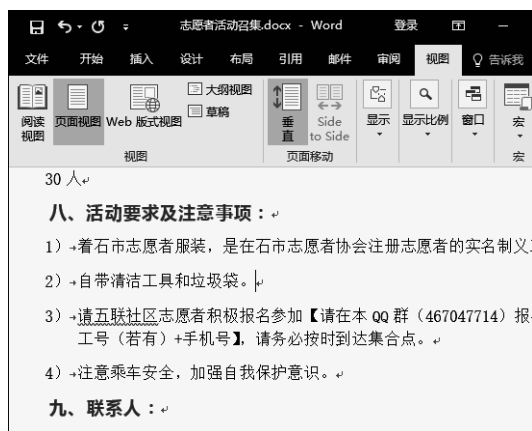 志愿者活动召集.docx - Word 登录
文件 开始 插入 设计 布局 引用 邮件 审阅 视图 告诉我
阅读视图 页面视图 Web 版式视图 大纲视图 草稿 垂直 Side to Side 显示 显示比例 窗口 宏
视图 页面移动 宏
30 人
八、活动要求及注意事项：
1）着石市志愿者服装，是在石市志愿者协会注册志愿者的实名制义
2）自带清洁工具和垃圾袋。
3）请五联社区志愿者积极报名参加【请在本 QQ 群（467047714）报
工号（若有）+手机号】，请务必按时到达集合点。
4）注意乘车安全，加强自我保护意识。
九、联系人：